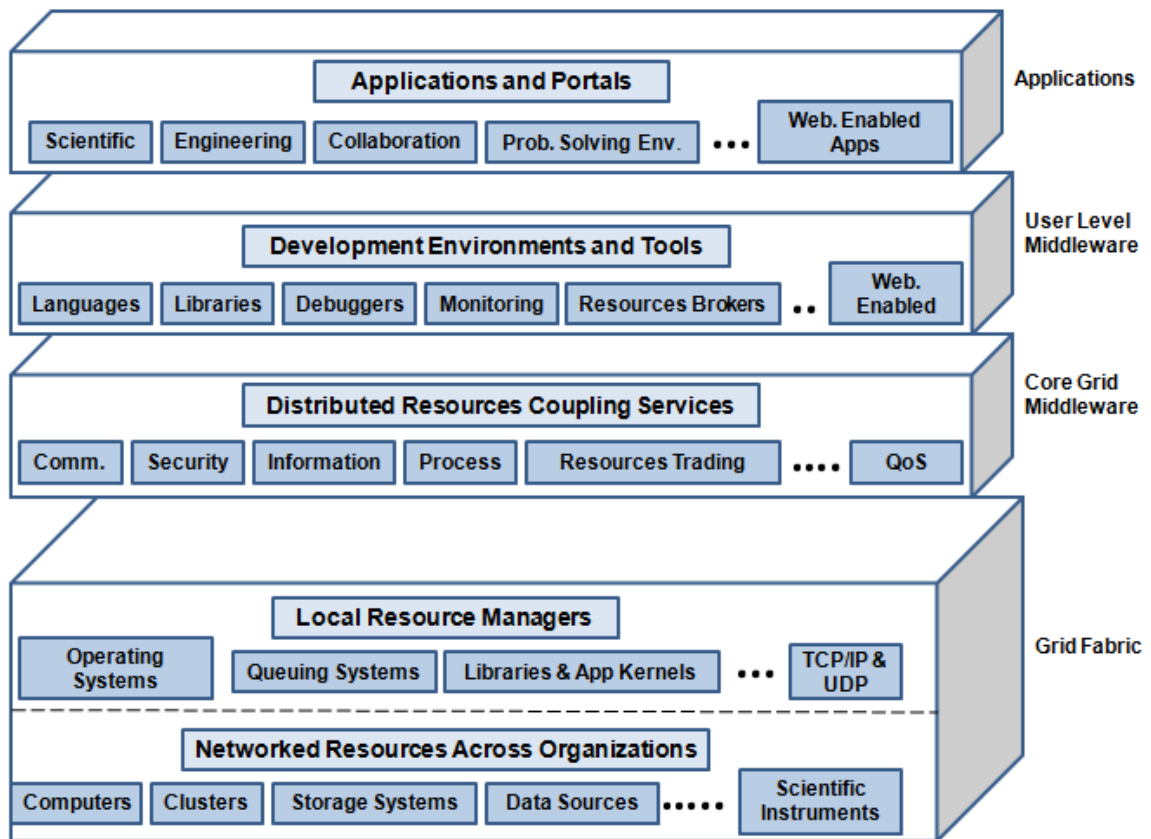 Applications and Portals
Applications
Scientific
Engineering
Collaboration
Prob. Solving Env.
...
Web. Enabled
Apps
User Level
Middleware
Development Environments and Tools
Languages
Libraries
Debuggers
Monitoring
Resources Brokers
..
Web.
Enabled
Core Grid
Middleware
Distributed Resources Coupling Services
Comm.
Security
Information
Process
Resources Trading
....
QoS
Local Resource Managers
Grid Fabric
Operating
Systems
Queuing Systems
Libraries & App Kernels
...
TCP/IP &
UDP
Networked Resources Across Organizations
Computers
Clusters
Storage Systems
Data Sources
.....
Scientific
Instruments